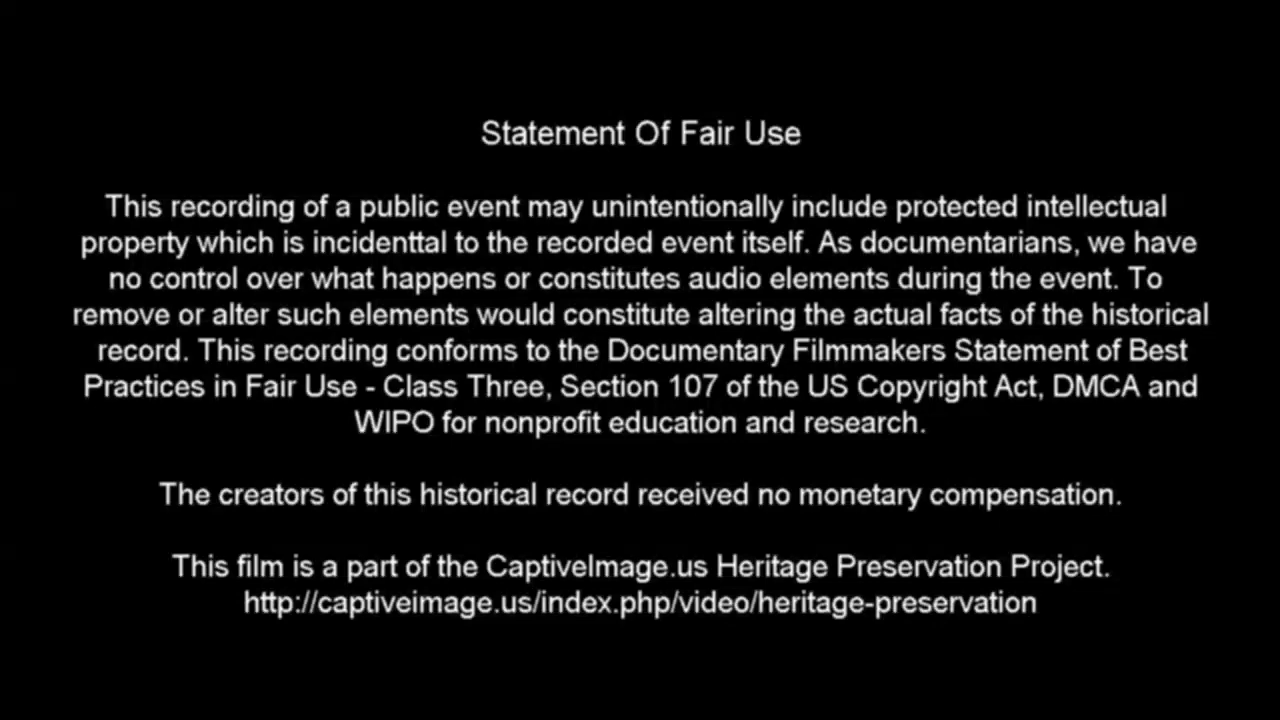 Statement Of Fair Use
This recording of a public event may unintentionally include protected intellectual
property which is incidenttal to the recorded event itself. As documentarians, we have
no control over what happens or constitutes audio elements during the event. To
remove or alter such elements would constitute altering the actual facts of the historical
record. This recording conforms to the Documentary Filmmakers Statement of Best
Practices in Fair Use - Class Three, Section 107 of the US Copyright Act, DMCA and
WIPO for nonprofit education and research.
The creators of this historical record received no monetary compensation.
This film is a part of the CaptiveImage.us Heritage Preservation Project.
http://captiveimage.us/index.php/video/heritage-preservation